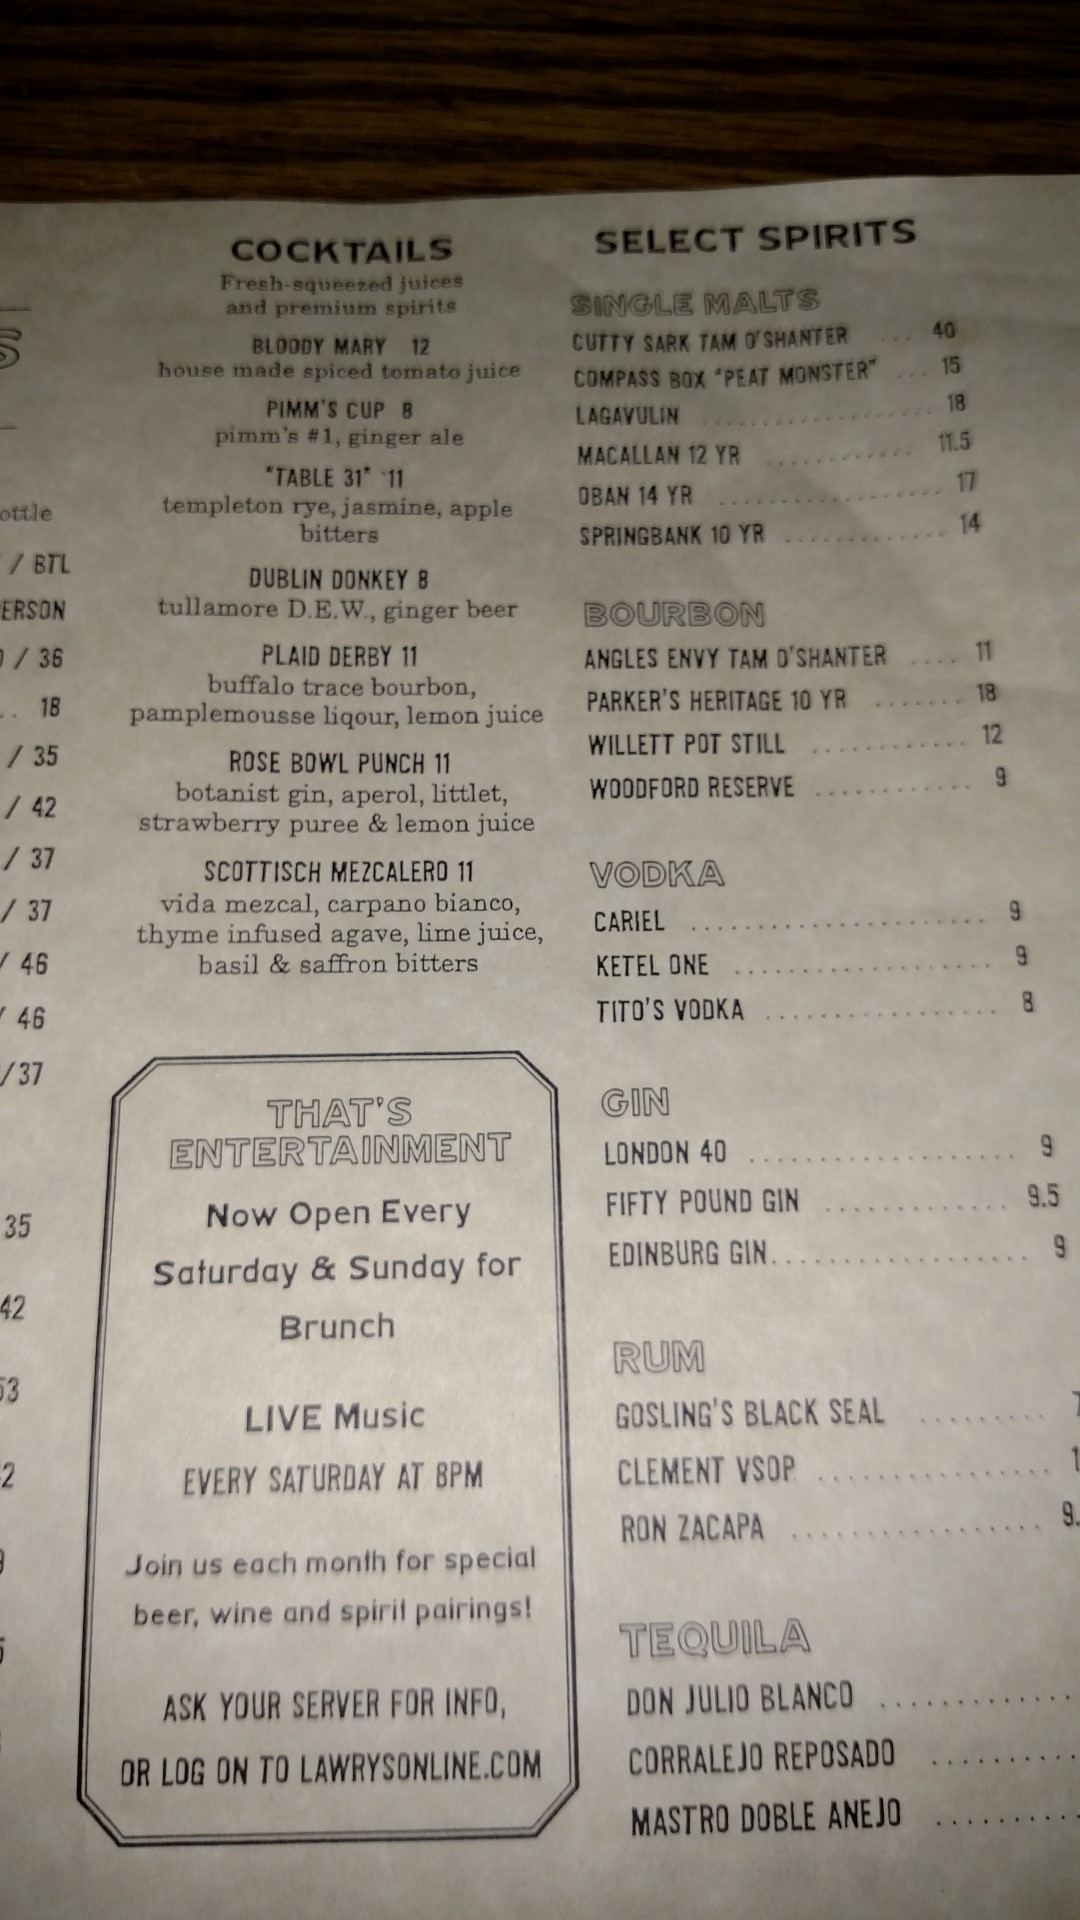 S
ottle
/ BTL
ERSON
/ 36
18
/ 35
/ 42
/ 37
/ 37
/ 46
/ 46
/37
35
42
53
COCKTAILS
Fresh-squeezed juices
and premium spirits
BLOODY MARY 12
house made spiced tomato juice
PIMM'S CUP 8
pimm's #1, ginger ale
"TABLE 31" 11
templeton rye, jasmine, apple
bitters
DUBLIN DONKEY 8
tullamore D.E.W., ginger beer
PLAID DERBY 11
buffalo trace bourbon,
pamplemousse liqour, lemon juice
ROSE BOWL PUNCH 11
botanist gin, aperol, littlet,
strawberry puree & lemon juice
SCOTTISCH MEZCALERO 11
vida mezcal, carpano bianco,
thyme infused agave, lime juice,
basil & saffron bitters
THAT'S
ENTERTAINMENT
Now Open Every
Saturday & Sunday for
Brunch
LIVE Music
EVERY SATURDAY AT 8PM
Join us each month for special
beer, wine and spirit pairings!
ASK YOUR SERVER FOR INFO,
OR LOG ON TO LAWRYSONLINE.COM
SELECT SPIRITS
SINGLE MALTS
CUTTY SARK TAM O'SHANTER ... 40
COMPASS BOX "PEAT MONSTER" ... 15
LAGAVULIN .................... 18
MACALLAN 12 YR ............ 11.5
OBAN 14 YR .................. 17
SPRINGBANK 10 YR ............. 14
BOURBON
ANGLES ENVY TAM O'SHANTER .... 11
PARKER'S HERITAGE 10 YR ....... 18
WILLETT POT STILL ............ 12
WOODFORD RESERVE ............ 9
VODKA
CARIEL ....................... 9
KETEL ONE .................... 9
TITO'S VODKA .................. 8
GIN
LONDON 40 .................... 9
FIFTY POUND GIN ............. 9.5
EDINBURG GIN.................... 9
RUM
GOSLING'S BLACK SEAL ......... 7
CLEMENT VSOP .................. 1
RON ZACAPA .................... 9.
TEQUILA
DON JULIO BLANCO ..............
CORRALEJO REPOSADO ..........
MASTRO DOBLE ANEJO ..........